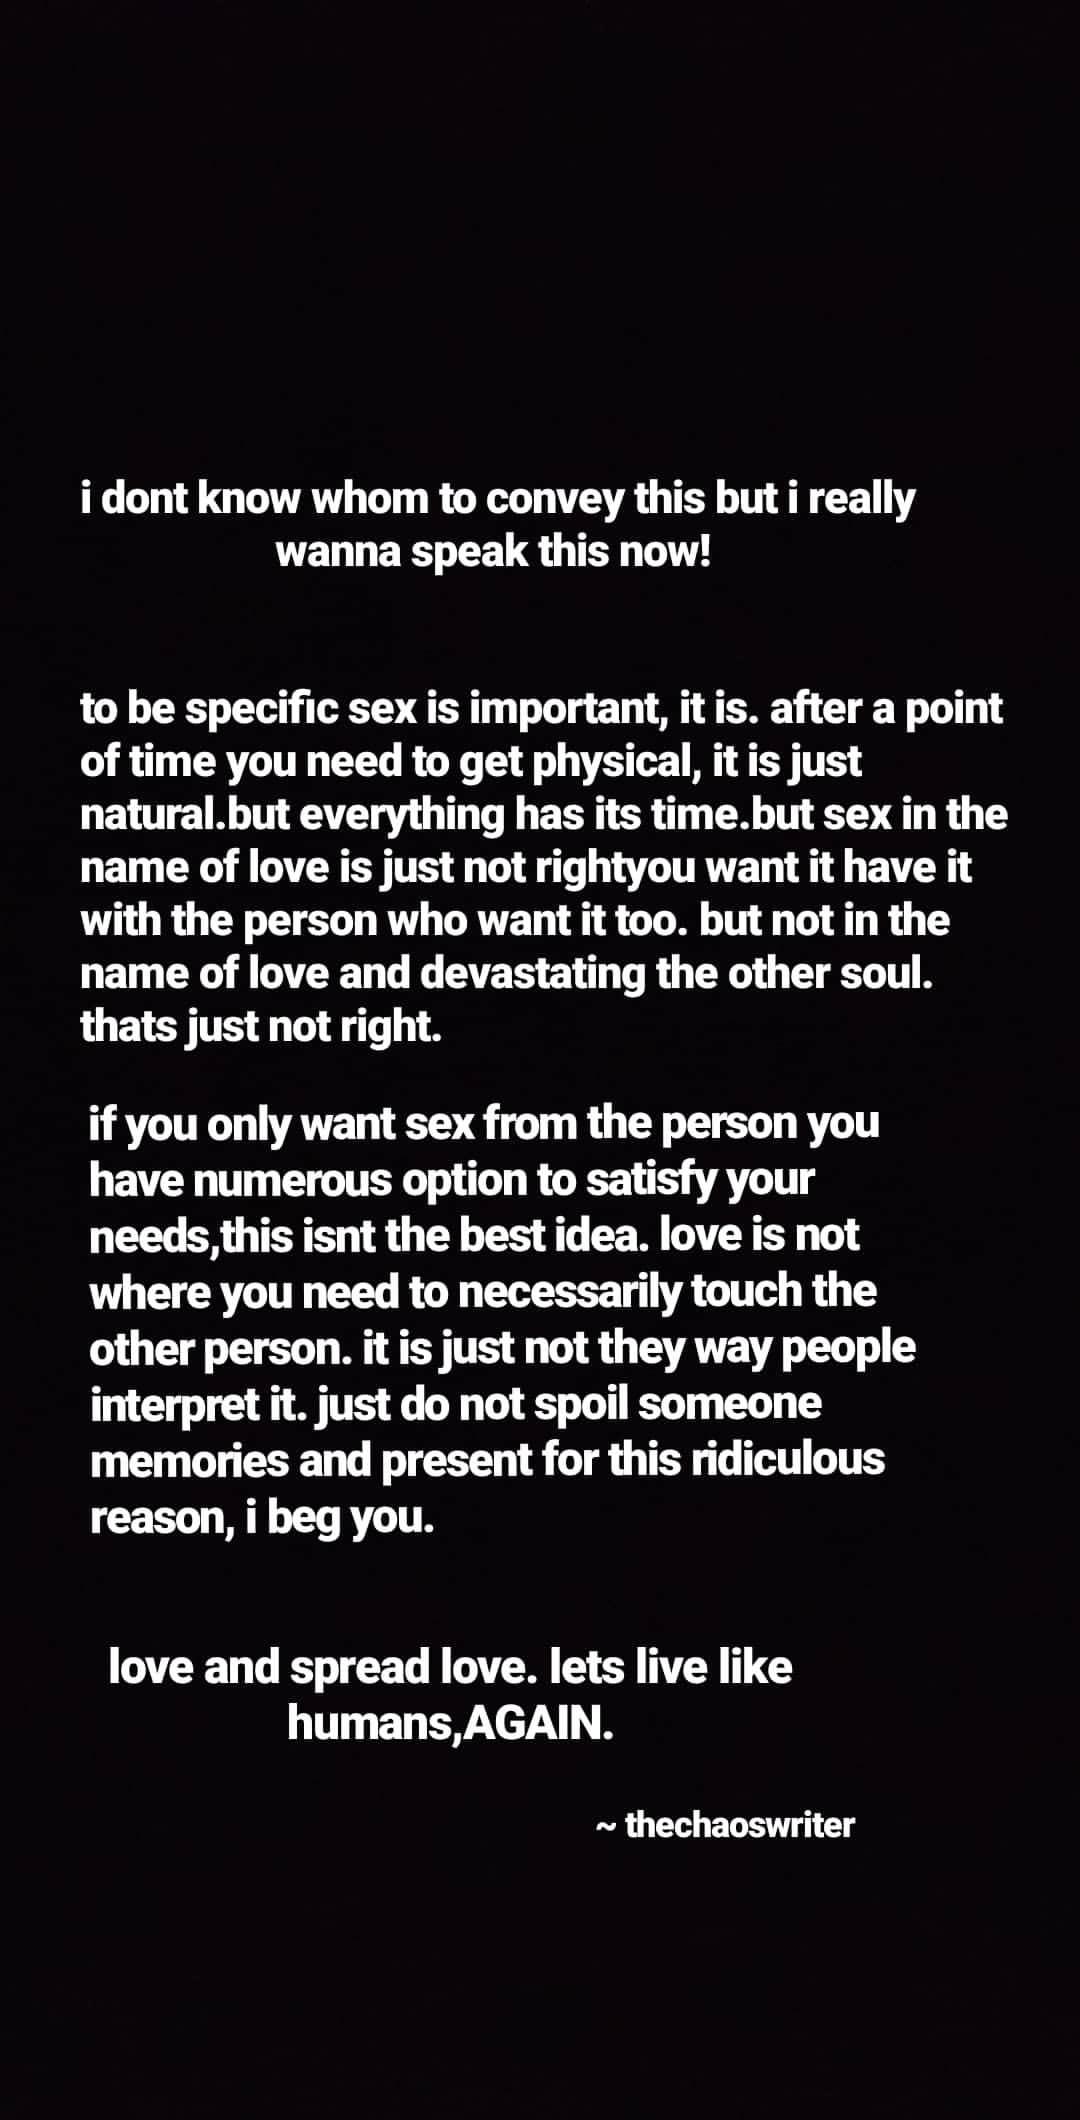 i dont know whom to convey this but i really
wanna speak this now!
to be specific sex is important, it is. after a point
of time you need to get physical, it is just
natural.but everything has its time.but sex in the
name of love is just not rightyou want it have it
with the person who want it too. but not in the
name of love and devastating the other soul.
thats just not right.
if you only want sex from the person you
have numerous option to satisfy your
needs,this isnt the best idea. love is not
where you need to necessarily touch the
other person. it is just not they way people
interpret it. just do not spoil someone
memories and present for this ridiculous
reason, i beg you.
love and spread love. lets live like
humans,AGAIN.
~ thechaoswriter